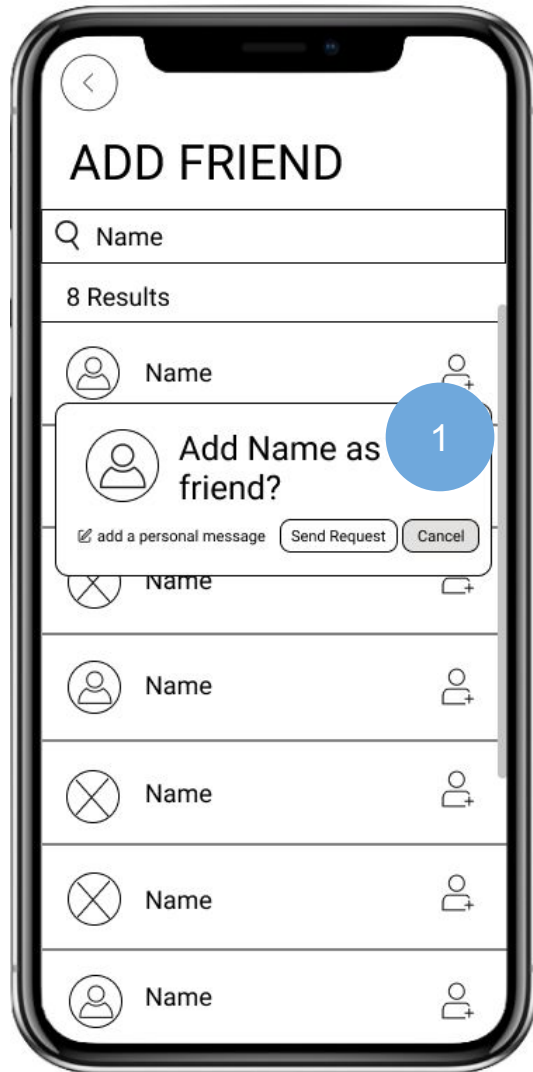 ADD FRIEND
Name
8 Results
Name
1
Add Name as
friend?
add a personal message Send Request Cancel
Name
Name
Name
Name
Name